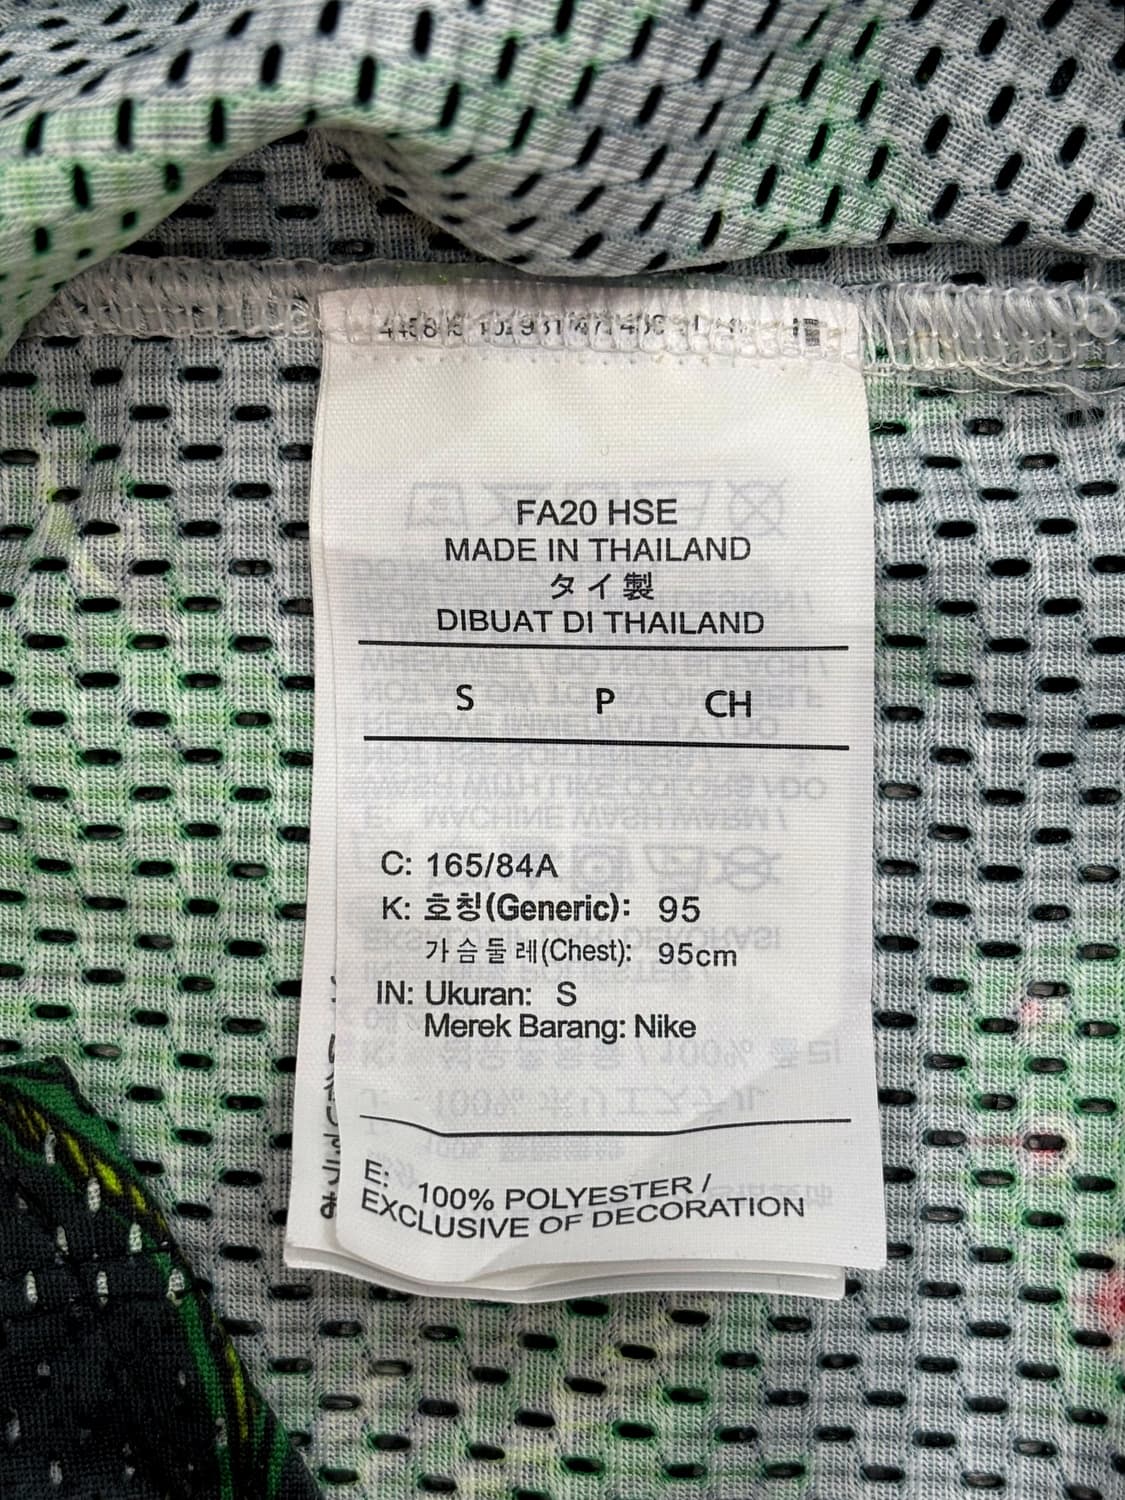 FA20 HSE
MADE IN THAILAND
タイ製
DIBUAT DI THAILAND
S P CH
C: 165/84A
K: 호칭(Generic): 95
가슴둘레(Chest): 95cm
IN: Ukuran: S
Merek Barang: Nike
E: 100% POLYESTER /
EXCLUSIVE OF DECORATION